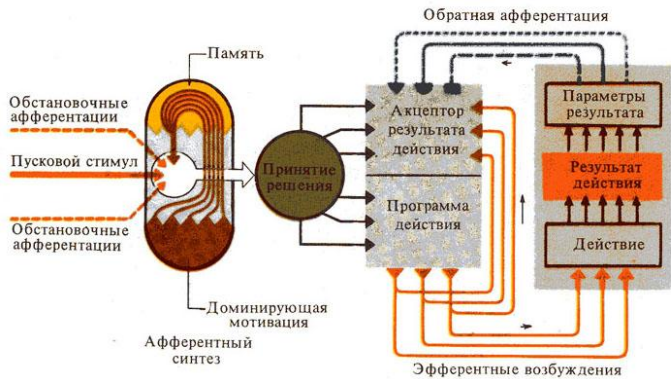 Обратная афферентация
Память
Обстановочные
афферентации
Пусковой стимул
Обстановочные
афферентации
Доминирующая
мотивация
Афферентный
синтез
Принятие
решения
Акцептор
результата
действия
Программа
действия
Параметры
результата
Результат
действия
Действие
Эфферентные возбуждения